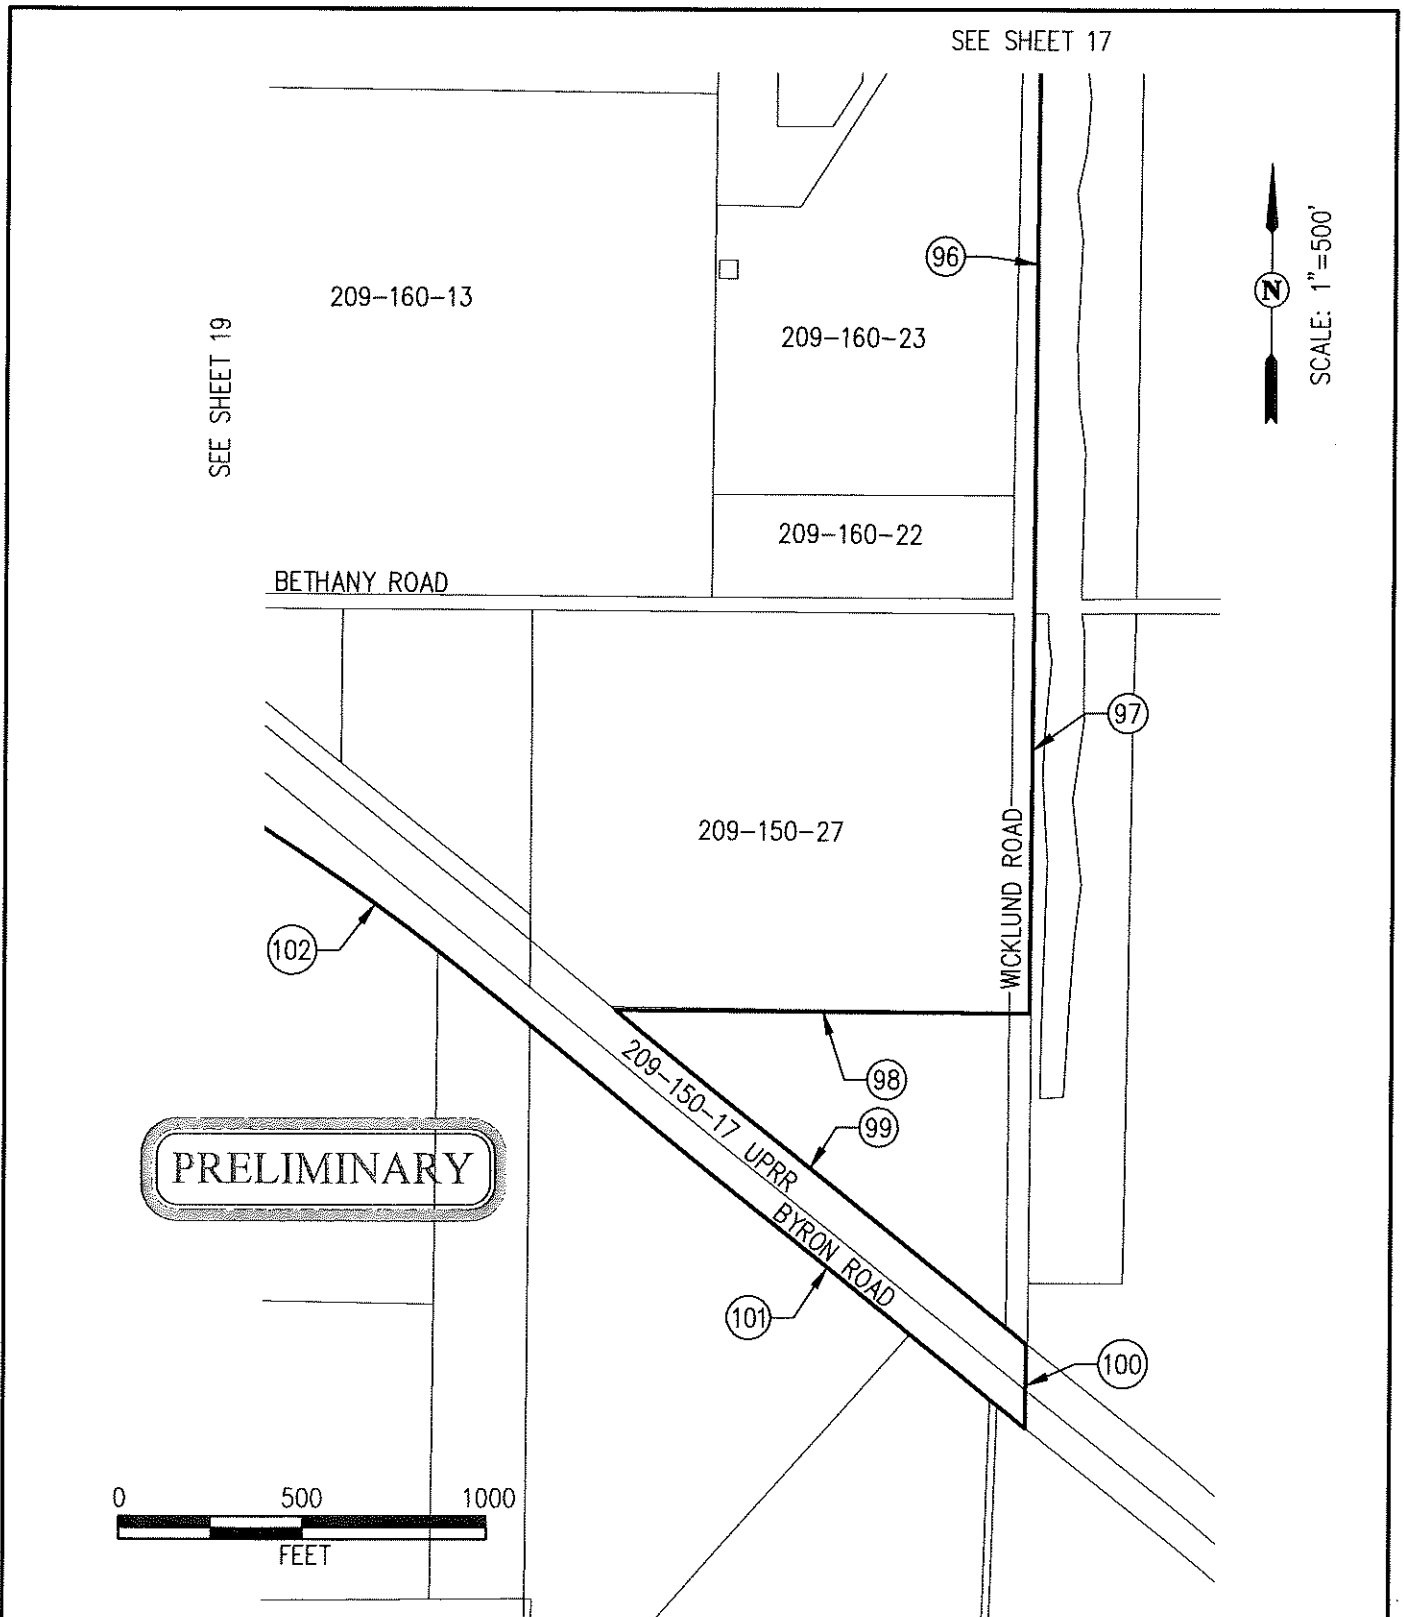 SEE SHEET 17
96
N
SCALE: 1"=500'
209-160-13
209-160-23
SEE SHEET 19
209-160-22
BETHANY ROAD
97
209-150-27
WICKLUND ROAD
102
98
209-150-17 UPRR
99
PRELIMINARY
BYRON ROAD
101
100
0 500 1000
FEET